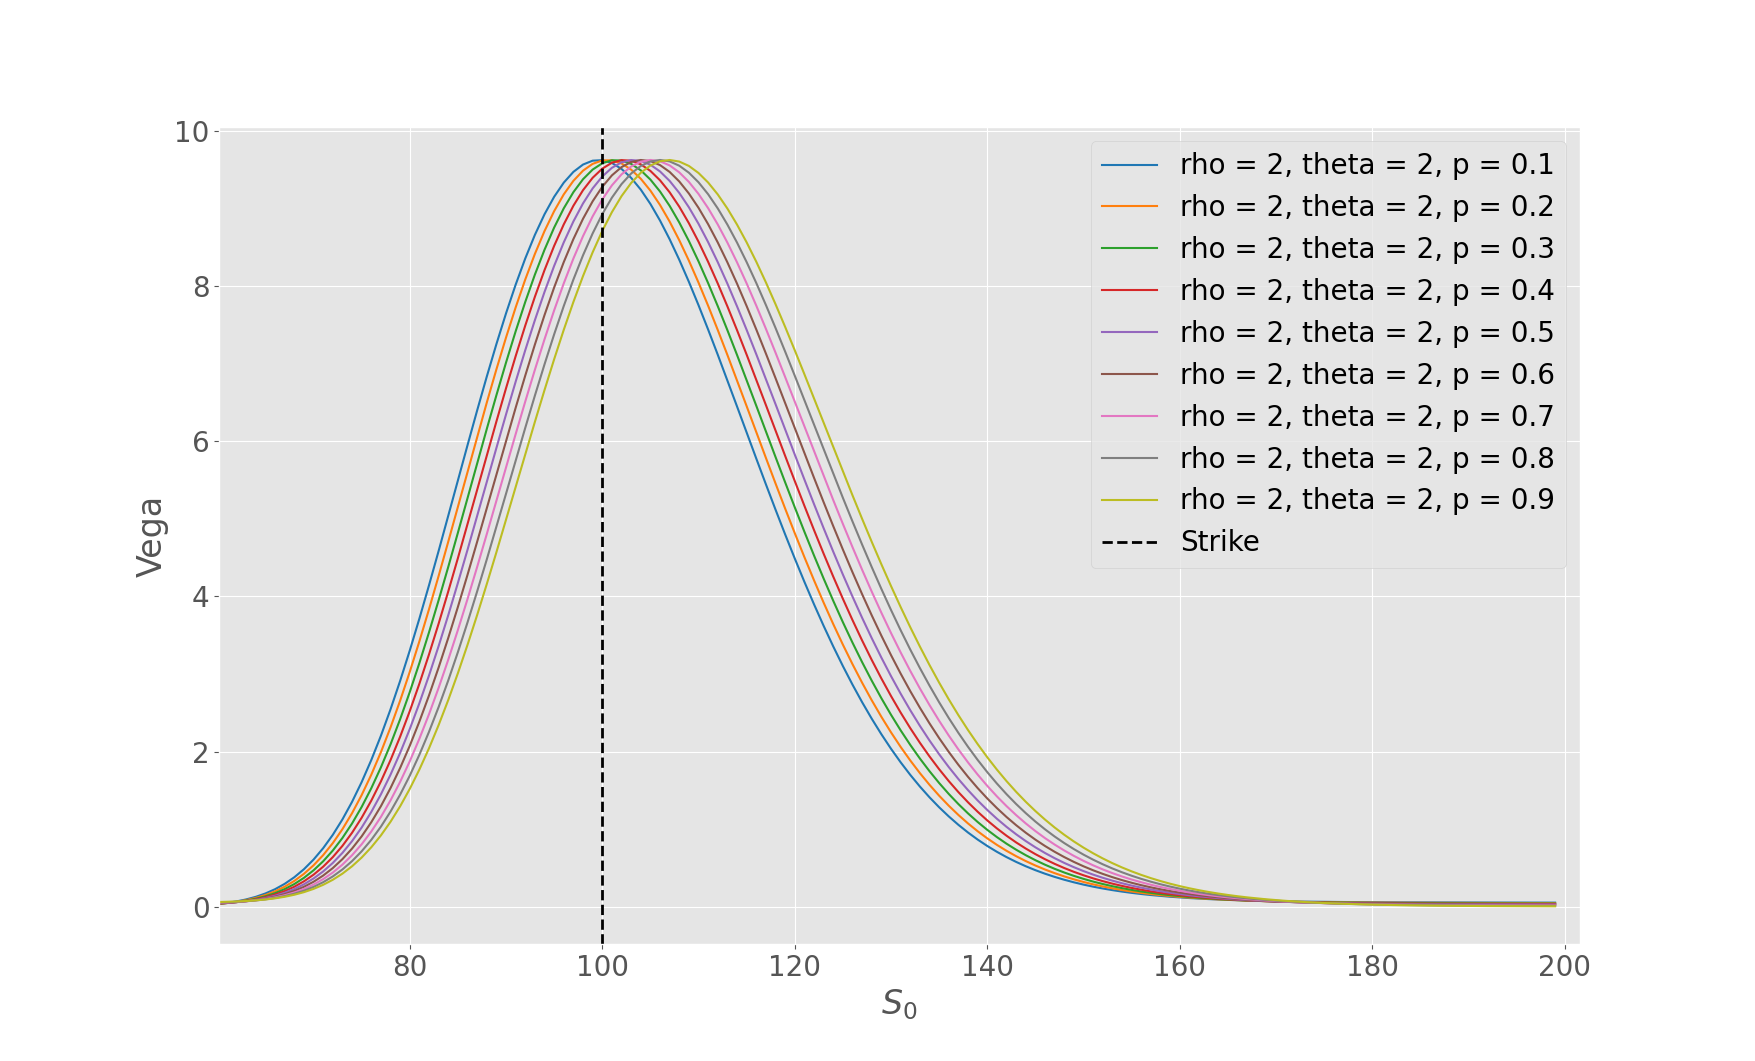 10
8
6
4
2
0
Vega
80 100 120 140 160 180 200
S₀
rho = 2, theta = 2, p = 0.1
rho = 2, theta = 2, p = 0.2
rho = 2, theta = 2, p = 0.3
rho = 2, theta = 2, p = 0.4
rho = 2, theta = 2, p = 0.5
rho = 2, theta = 2, p = 0.6
rho = 2, theta = 2, p = 0.7
rho = 2, theta = 2, p = 0.8
rho = 2, theta = 2, p = 0.9
Strike